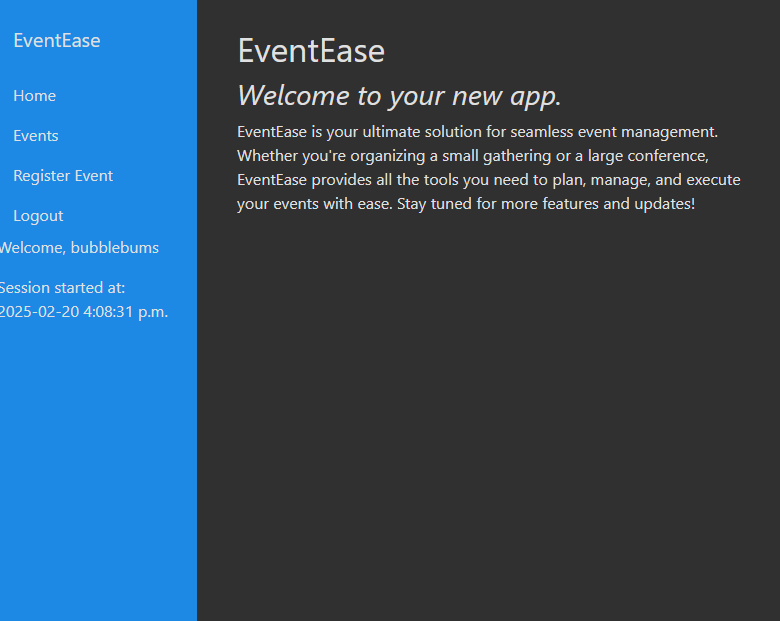 EventEase
Home
Events
Register Event
Logout
Welcome, bubblebums
Session started at:
2025-02-20 4:08:31 p.m.
EventEase
Welcome to your new app.
EventEase is your ultimate solution for seamless event management.
Whether you're organizing a small gathering or a large conference,
EventEase provides all the tools you need to plan, manage, and execute
your events with ease. Stay tuned for more features and updates!